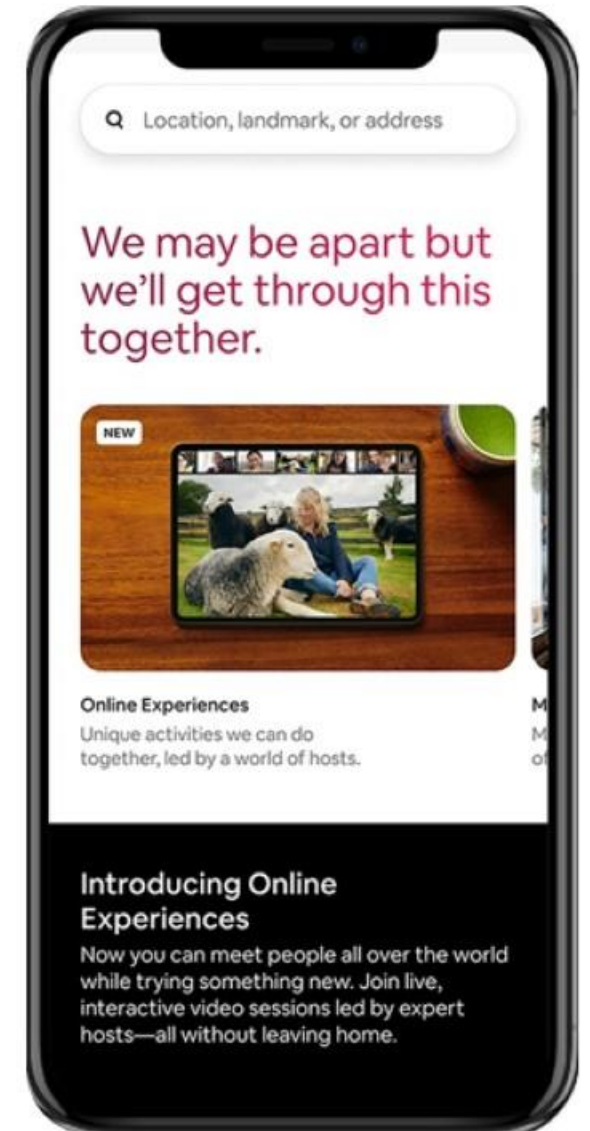 Location, landmark, or address
We may be apart but
we’ll get through this
together.
NEW
Online Experiences
Unique activities we can do
together, led by a world of hosts.
M
M
of
Introducing Online
Experiences
Now you can meet people all over the world
while trying something new. Join live,
interactive video sessions led by expert
hosts—all without leaving home.